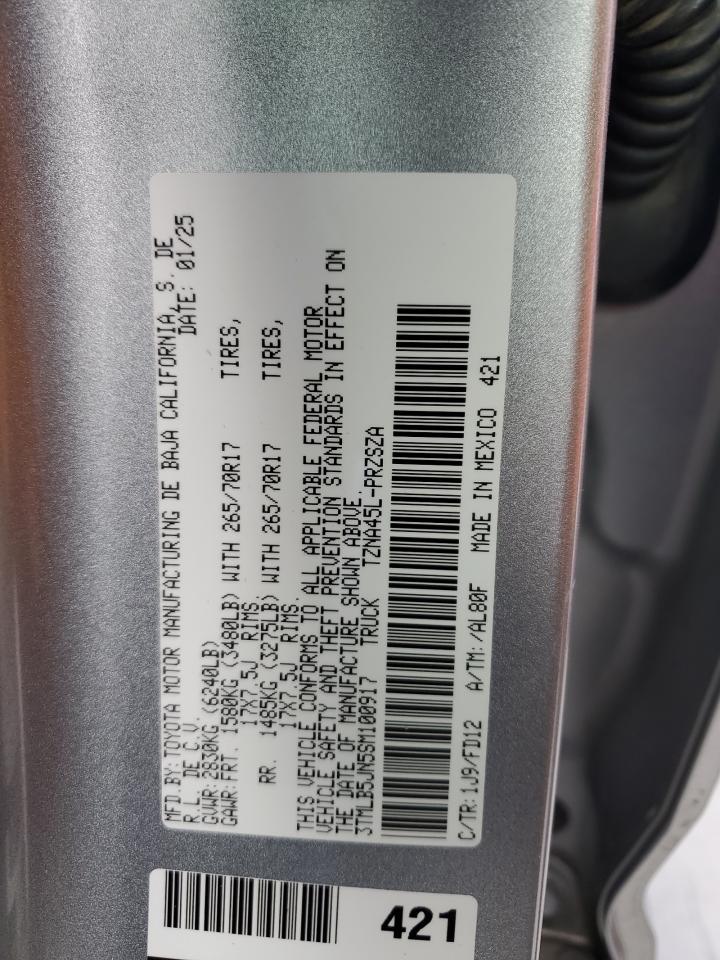 MFD.BY:TOYOTA MOTOR MANUFACTURING DE BAJA CALIFORNIA, S. DE
R.L. DE C.V. DATE: 01/25
GVWR:2830KG (6240LB)
GAWR:FRT. 1580KG (3480LB) WITH 265/70R17 TIRES,
17X7.5J RIMS
RR. 1485KG (3275LB) WITH 265/70R17 TIRES,
17X7.5J RIMS.
THIS VEHICLE CONFORMS TO ALL APPLICABLE FEDERAL MOTOR
VEHICLE SAFETY AND THEFT PREVENTION STANDARDS IN EFFECT ON
THE DATE OF MANUFACTURE SHOWN ABOVE.
3TMLB5JN5SM100917 TRUCK TZNA45L-PRZSZA
C/TR:1J9/FD12 A/TM:/AL80F MADE IN MEXICO 421
421